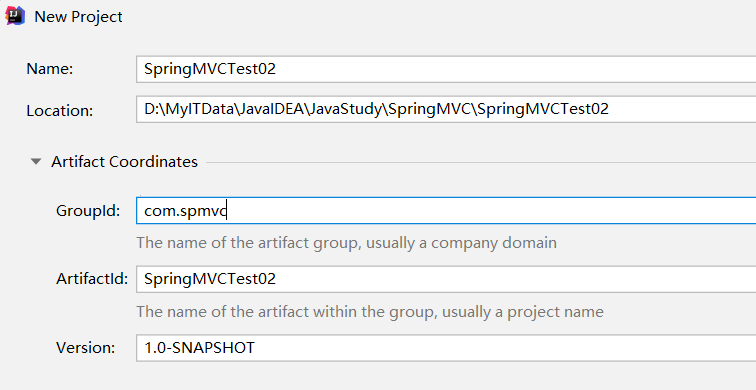 New Project
Name: SpringMVCTest02
Location: D:\MyITData\JavaIDEA\JavaStudy\SpringMVC\SpringMVCTest02
Artifact Coordinates
GroupId: com.spmvc
The name of the artifact group, usually a company domain
ArtifactId: SpringMVCTest02
The name of the artifact within the group, usually a project name
Version: 1.0-SNAPSHOT